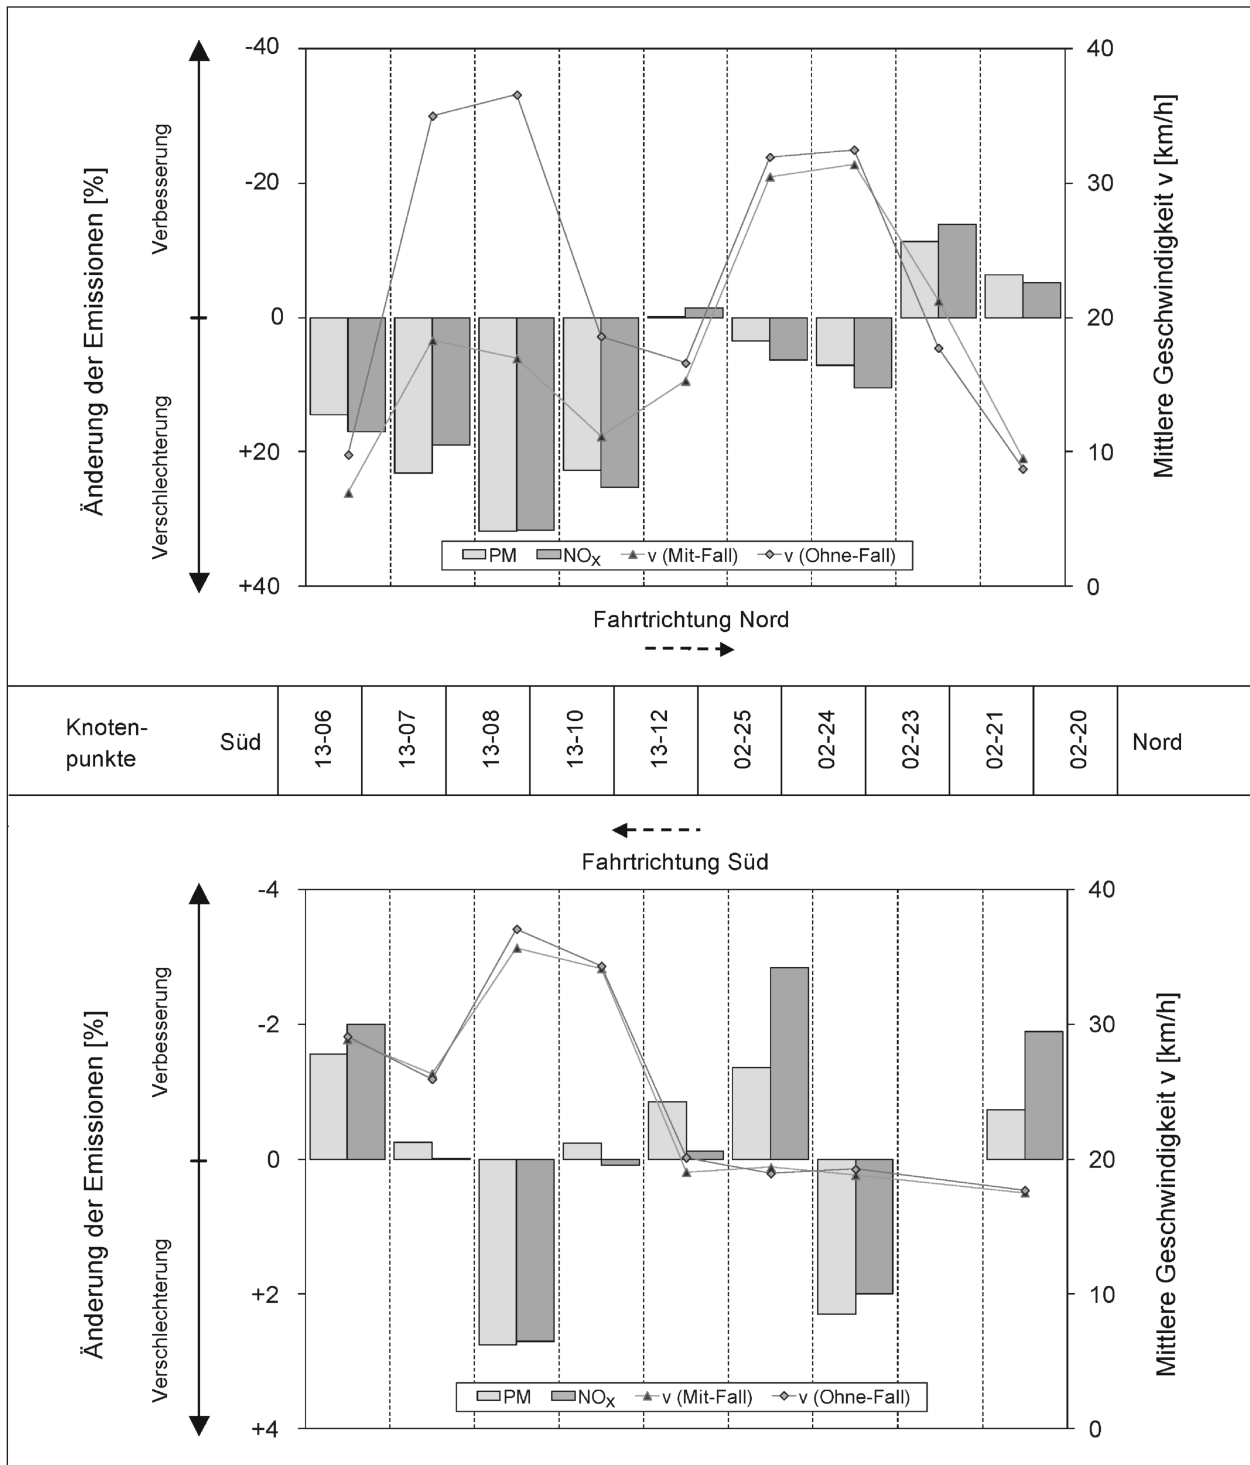 Änderung der Emissionen [%]
Verbesserung
Verschlechterung
-40
-20
0
+20
+40
40
30
20
10
0
Mittlere Geschwindigkeit v [km/h]
PM NOx v (Mit-Fall) v (Ohne-Fall)
Fahrtrichtung Nord
Knoten-
punkte
Süd
13-06
13-07
13-08
13-10
13-12
02-25
02-24
02-23
02-21
02-20
Nord
Fahrtrichtung Süd
Änderung der Emissionen [%]
Verbesserung
Verschlechterung
-4
-2
0
+2
+4
40
30
20
10
0
Mittlere Geschwindigkeit v [km/h]
PM NOx v (Mit-Fall) v (Ohne-Fall)